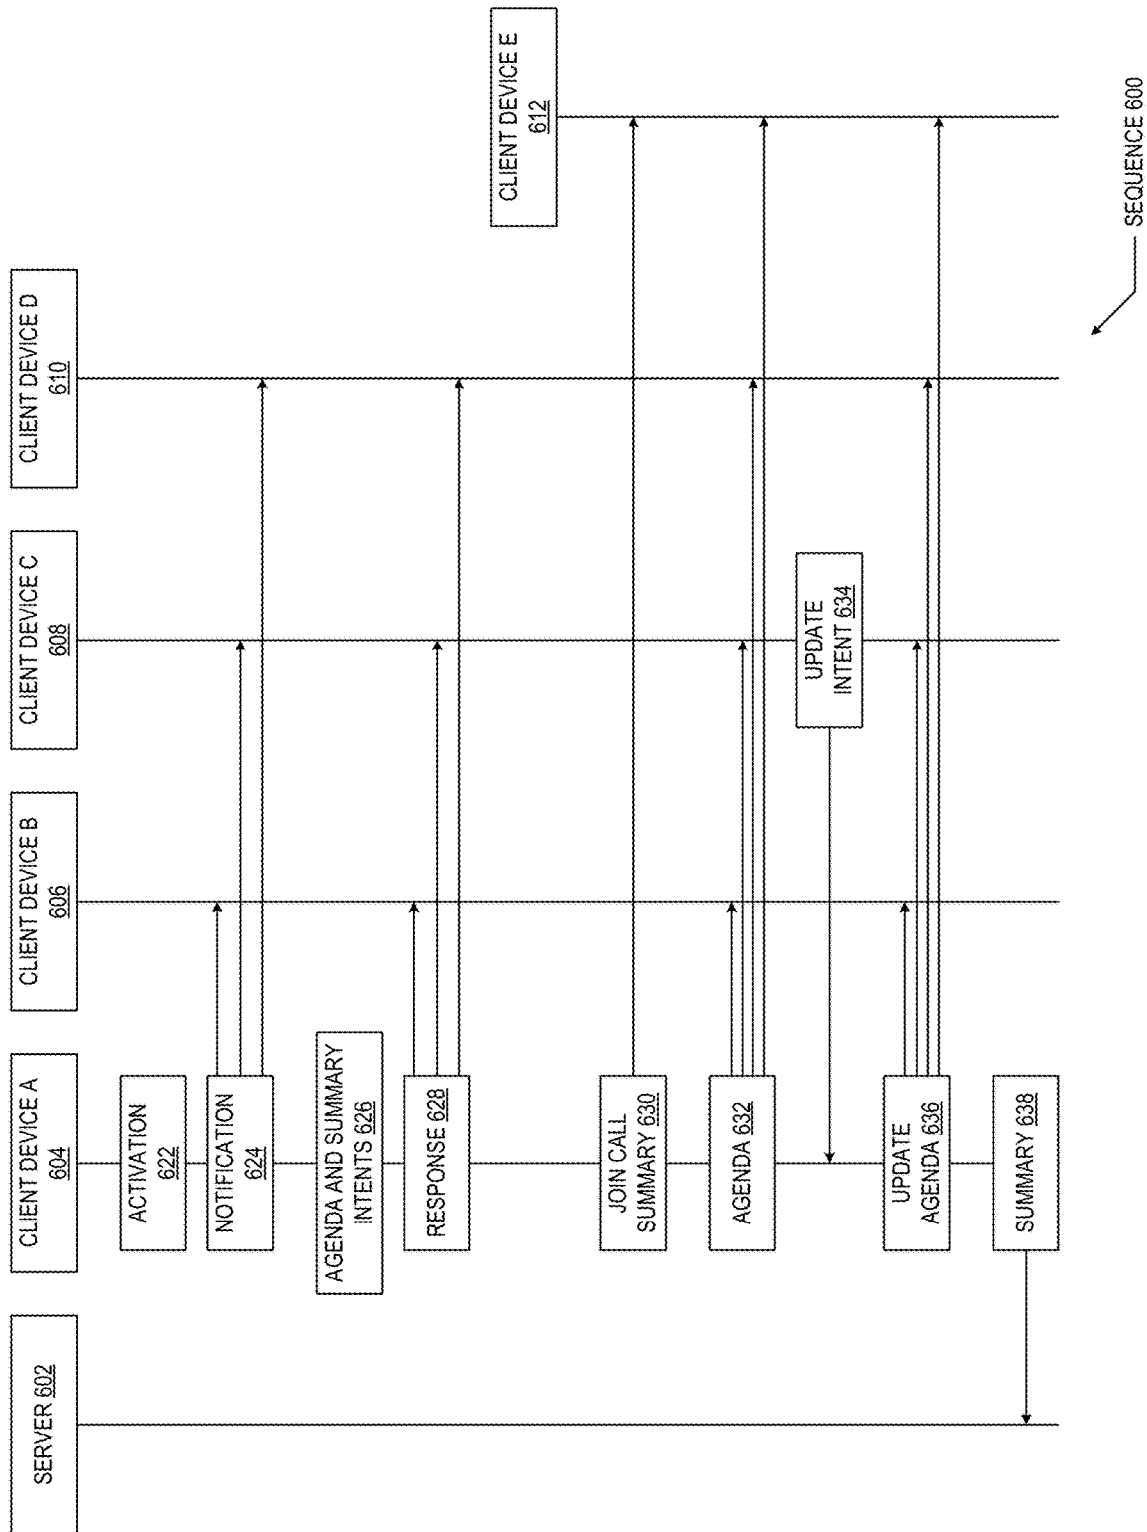 SERVER 602
CLIENT DEVICE A
604
CLIENT DEVICE B
606
CLIENT DEVICE C
608
CLIENT DEVICE D
610
CLIENT DEVICE E
612
ACTIVATION
622
NOTIFICATION
624
AGENDA AND SUMMARY
INTENTS 626
RESPONSE 628
JOIN CALL
SUMMARY 630
AGENDA 632
UPDATE
INTENT 634
UPDATE
AGENDA 636
SUMMARY 638
SEQUENCE 600